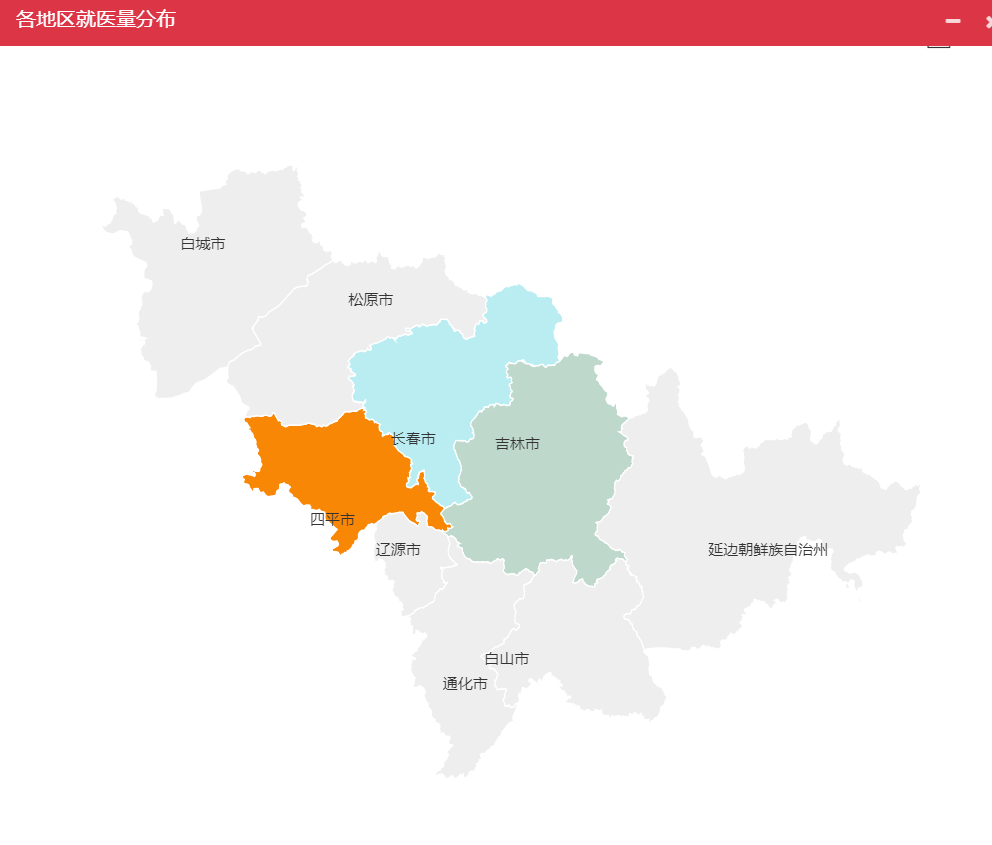 各地区就医量分布
白城市
松原市
长春市
吉林市
四平市
辽源市
延边朝鲜族自治州
白山市
通化市